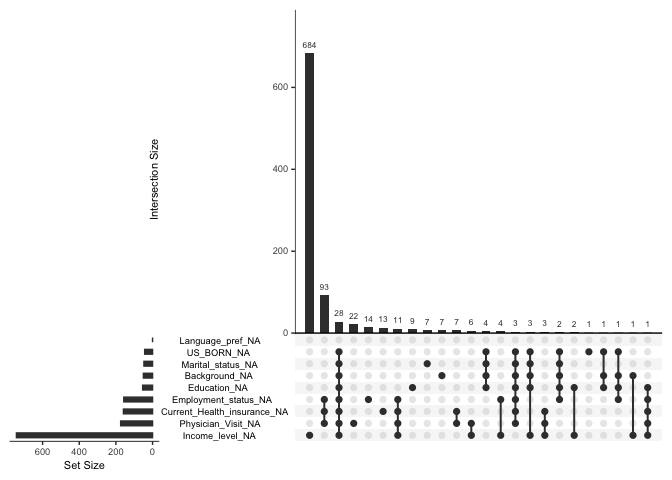 684
600
400
200
0
Intersection Size
93
28
22
14
13
11
9
7
7
7
6
4
4
3
3
3
2
2
1
1
1
1
1
Language_pref_NA
US_BORN_NA
Marital_status_NA
Background_NA
Education_NA
Employment_status_NA
Current_Health_insurance_NA
Physician_Visit_NA
Income_level_NA
600
400
200
0
Set Size